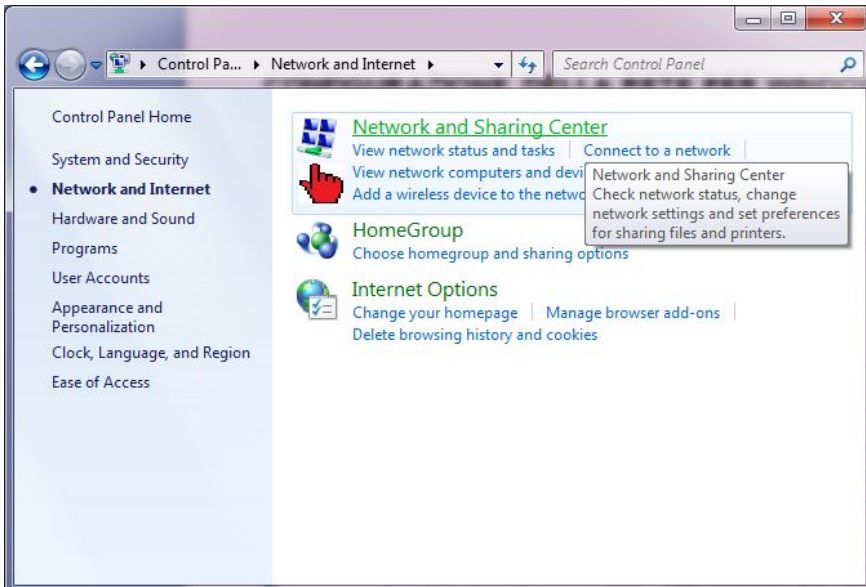 Control Pa... Network and Internet Search Control Panel
Control Panel Home
System and Security
Network and Internet
Hardware and Sound
Programs
User Accounts
Appearance and
Personalization
Clock, Language, and Region
Ease of Access
Network and Sharing Center
View network status and tasks Connect to a network
View network computers and devi
Add a wireless device to the netwo
Network and Sharing Center
Check network status, change
network settings and set preferences
for sharing files and printers.
HomeGroup
Choose homegroup and sharing options
Internet Options
Change your homepage Manage browser add-ons
Delete browsing history and cookies